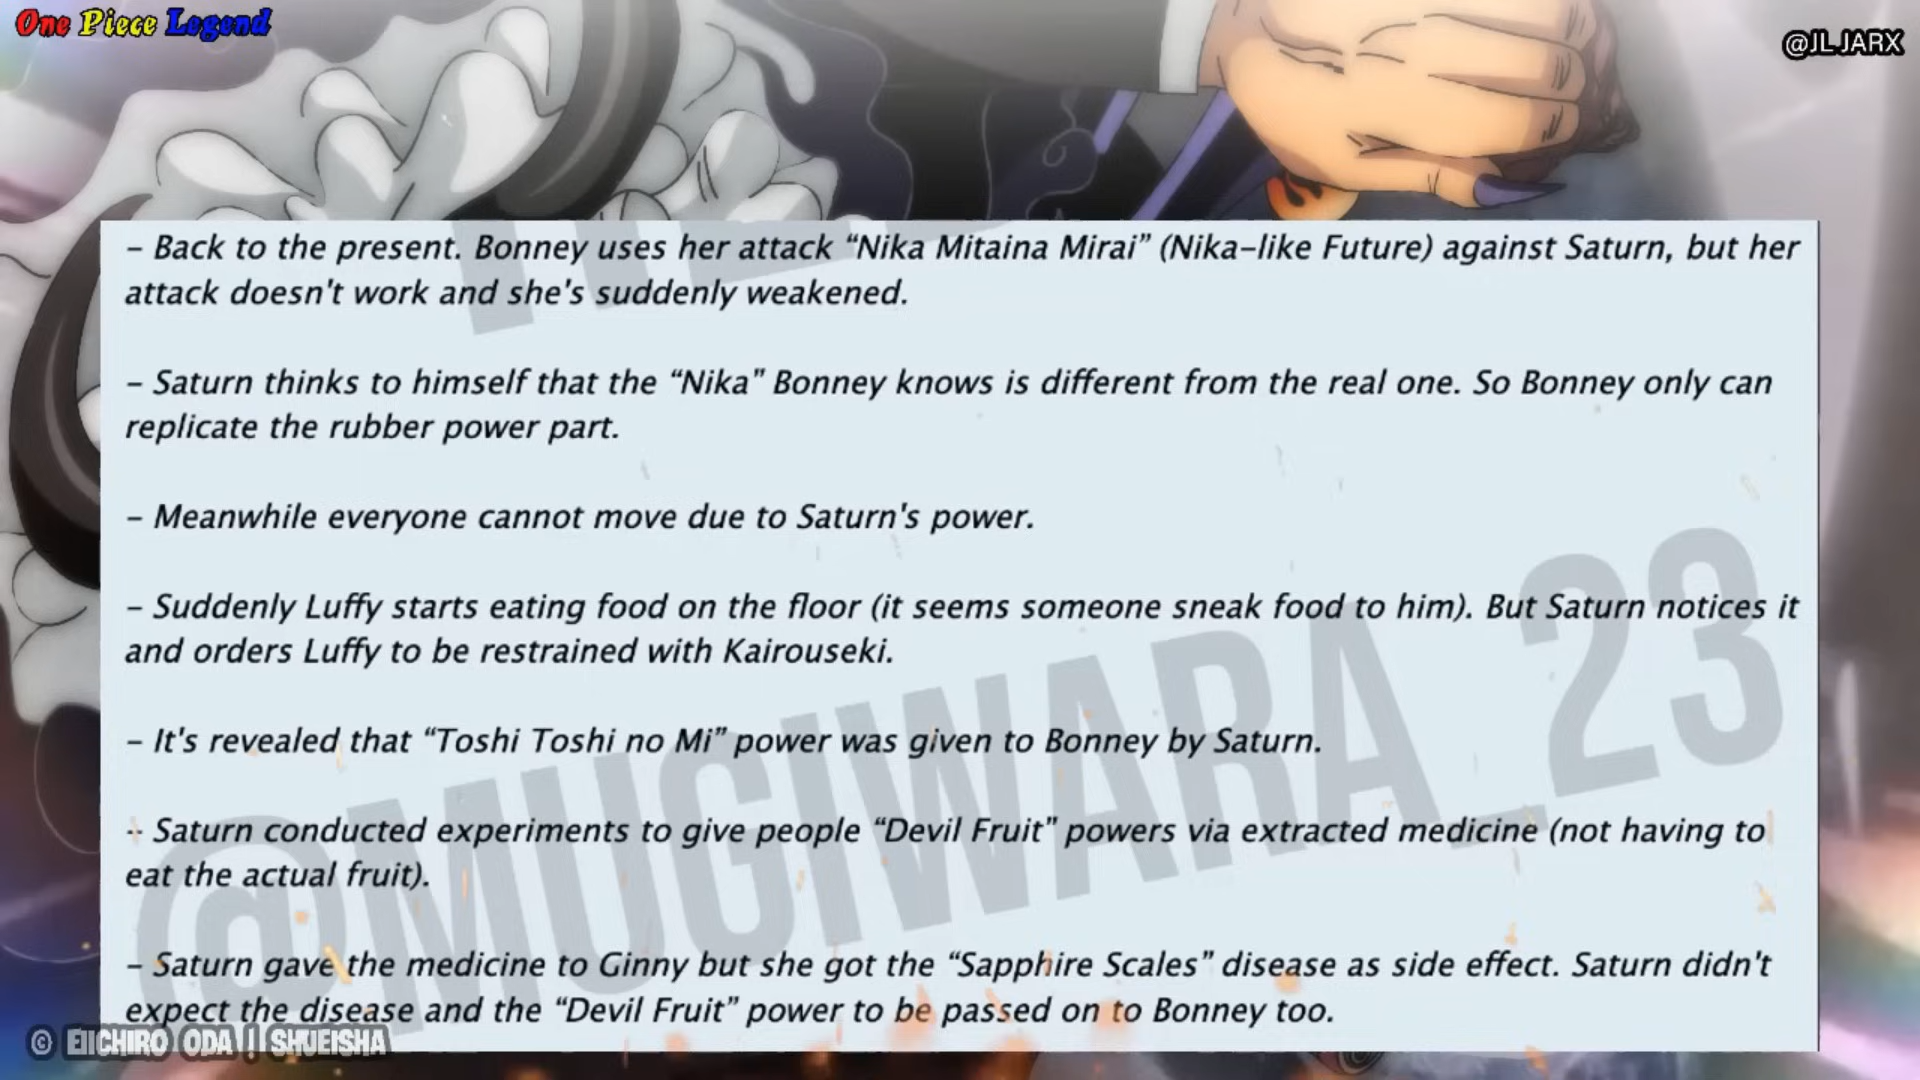 One Piece Legend
@JLJARX
– Back to the present. Bonney uses her attack “Nika Mitaina Mirai” (Nika–like Future) against Saturn, but her
attack doesn't work and she's suddenly weakened.
– Saturn thinks to himself that the “Nika” Bonney knows is different from the real one. So Bonney only can
replicate the rubber power part.
– Meanwhile everyone cannot move due to Saturn's power.
– Suddenly Luffy starts eating food on the floor (it seems someone sneak food to him). But Saturn notices it
and orders Luffy to be restrained with Kairouseki.
– It's revealed that “Toshi Toshi no Mi” power was given to Bonney by Saturn.
– Saturn conducted experiments to give people “Devil Fruit” powers via extracted medicine (not having to
eat the actual fruit).
– Saturn gave the medicine to Ginny but she got the “Sapphire Scales” disease as side effect. Saturn didn't
expect the disease and the “Devil Fruit” power to be passed on to Bonney too.
@MUGIWARA_23
© EIICHIRO ODA | SHUEISHA